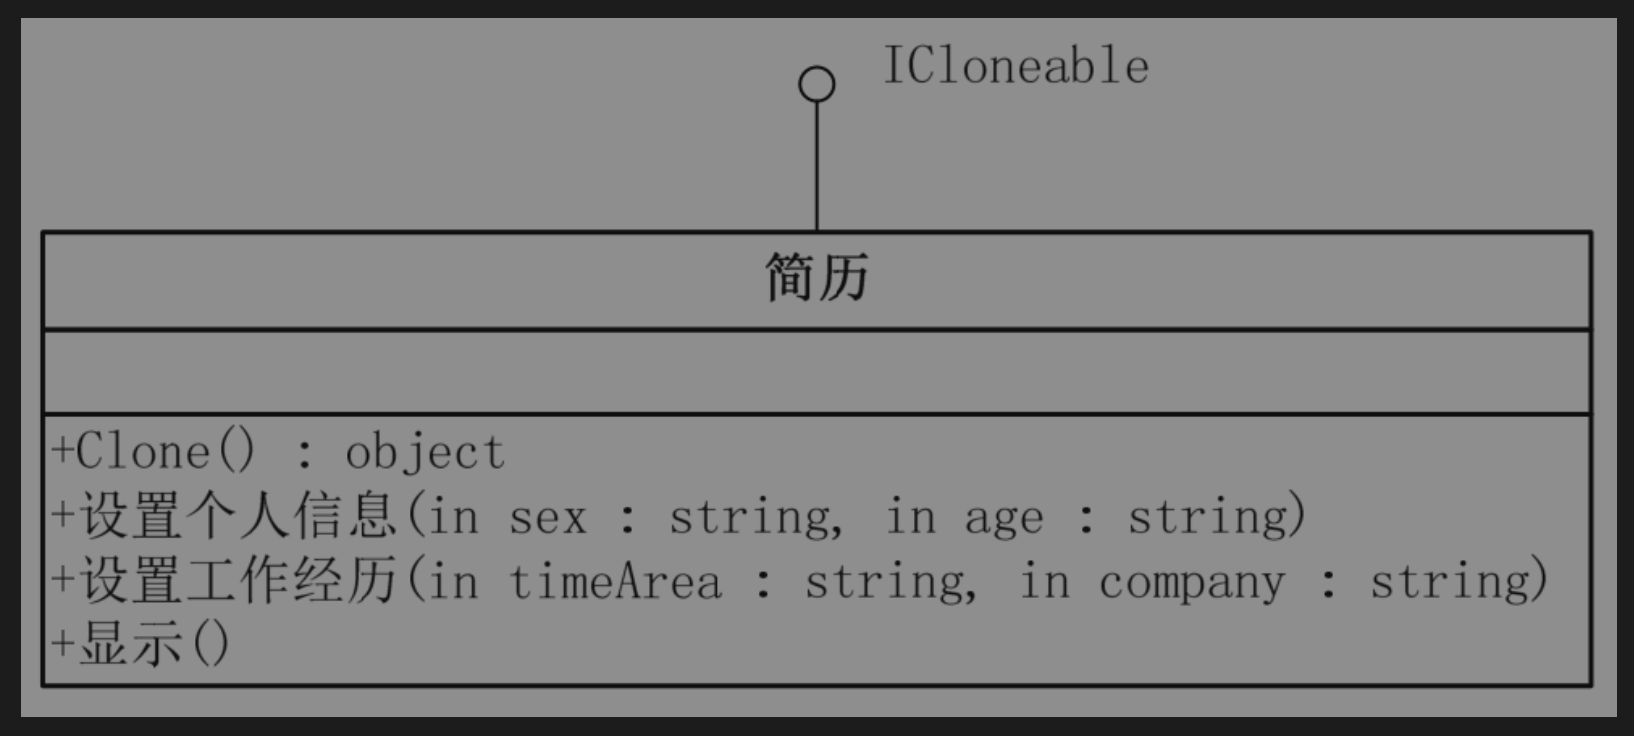 ICloneable
简历
+Clone() : object
+设置个人信息(in sex : string, in age : string)
+设置工作经历(in timeArea : string, in company : string)
+显示()